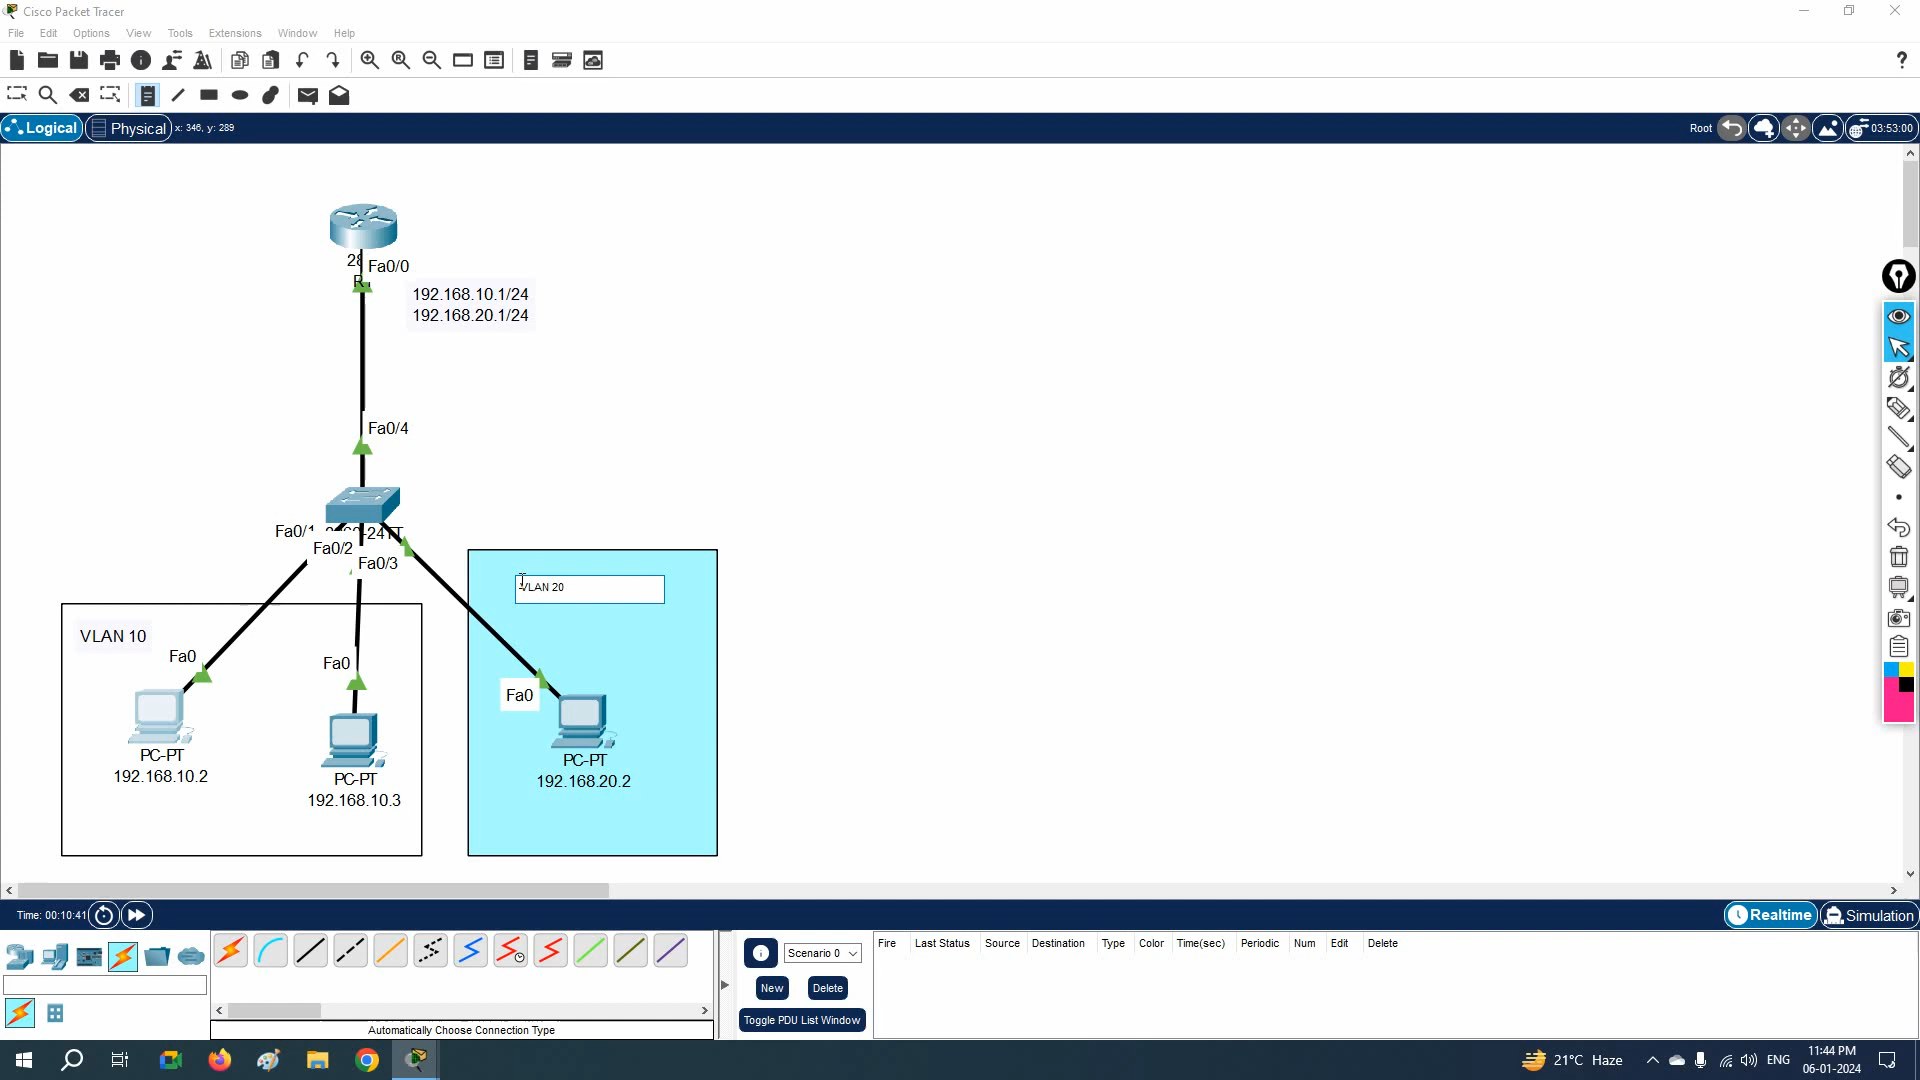 Cisco Packet Tracer
File Edit Options View Tools Extensions Window Help
Logical Physical x: 346, y: 289 Root 03:53:00
Fa0/0
192.168.10.1/24
192.168.20.1/24
Fa0/4
Fa0/1
Fa0/2
Fa0/3
VLAN 20
VLAN 10
Fa0
Fa0
Fa0
PC-PT
192.168.10.2
PC-PT
192.168.10.3
PC-PT
192.168.20.2
Time: 00:10:41 Realtime Simulation
Scenario 0
New Delete
Toggle PDU List Window
Fire Last Status Source Destination Type Color Time(sec) Periodic Num Edit Delete
Automatically Choose Connection Type
21°C Haze ENG 11:44 PM
06-01-2024